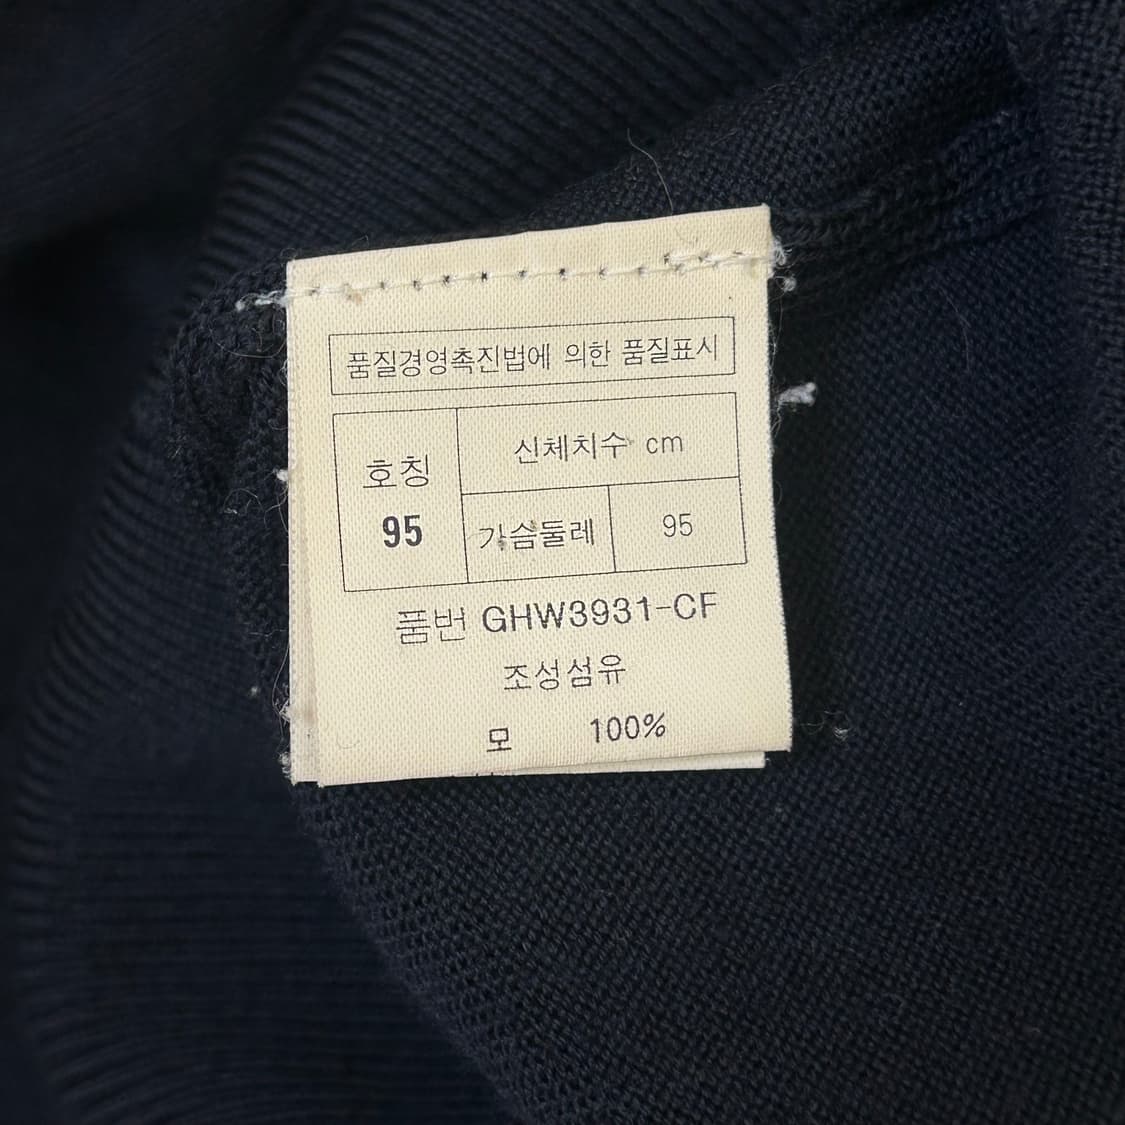 품질경영촉진법에 의한 품질표시
호칭
95
신체치수 cm
가슴둘레 95
품번 GHW3931-CF
조성섬유
모 100%